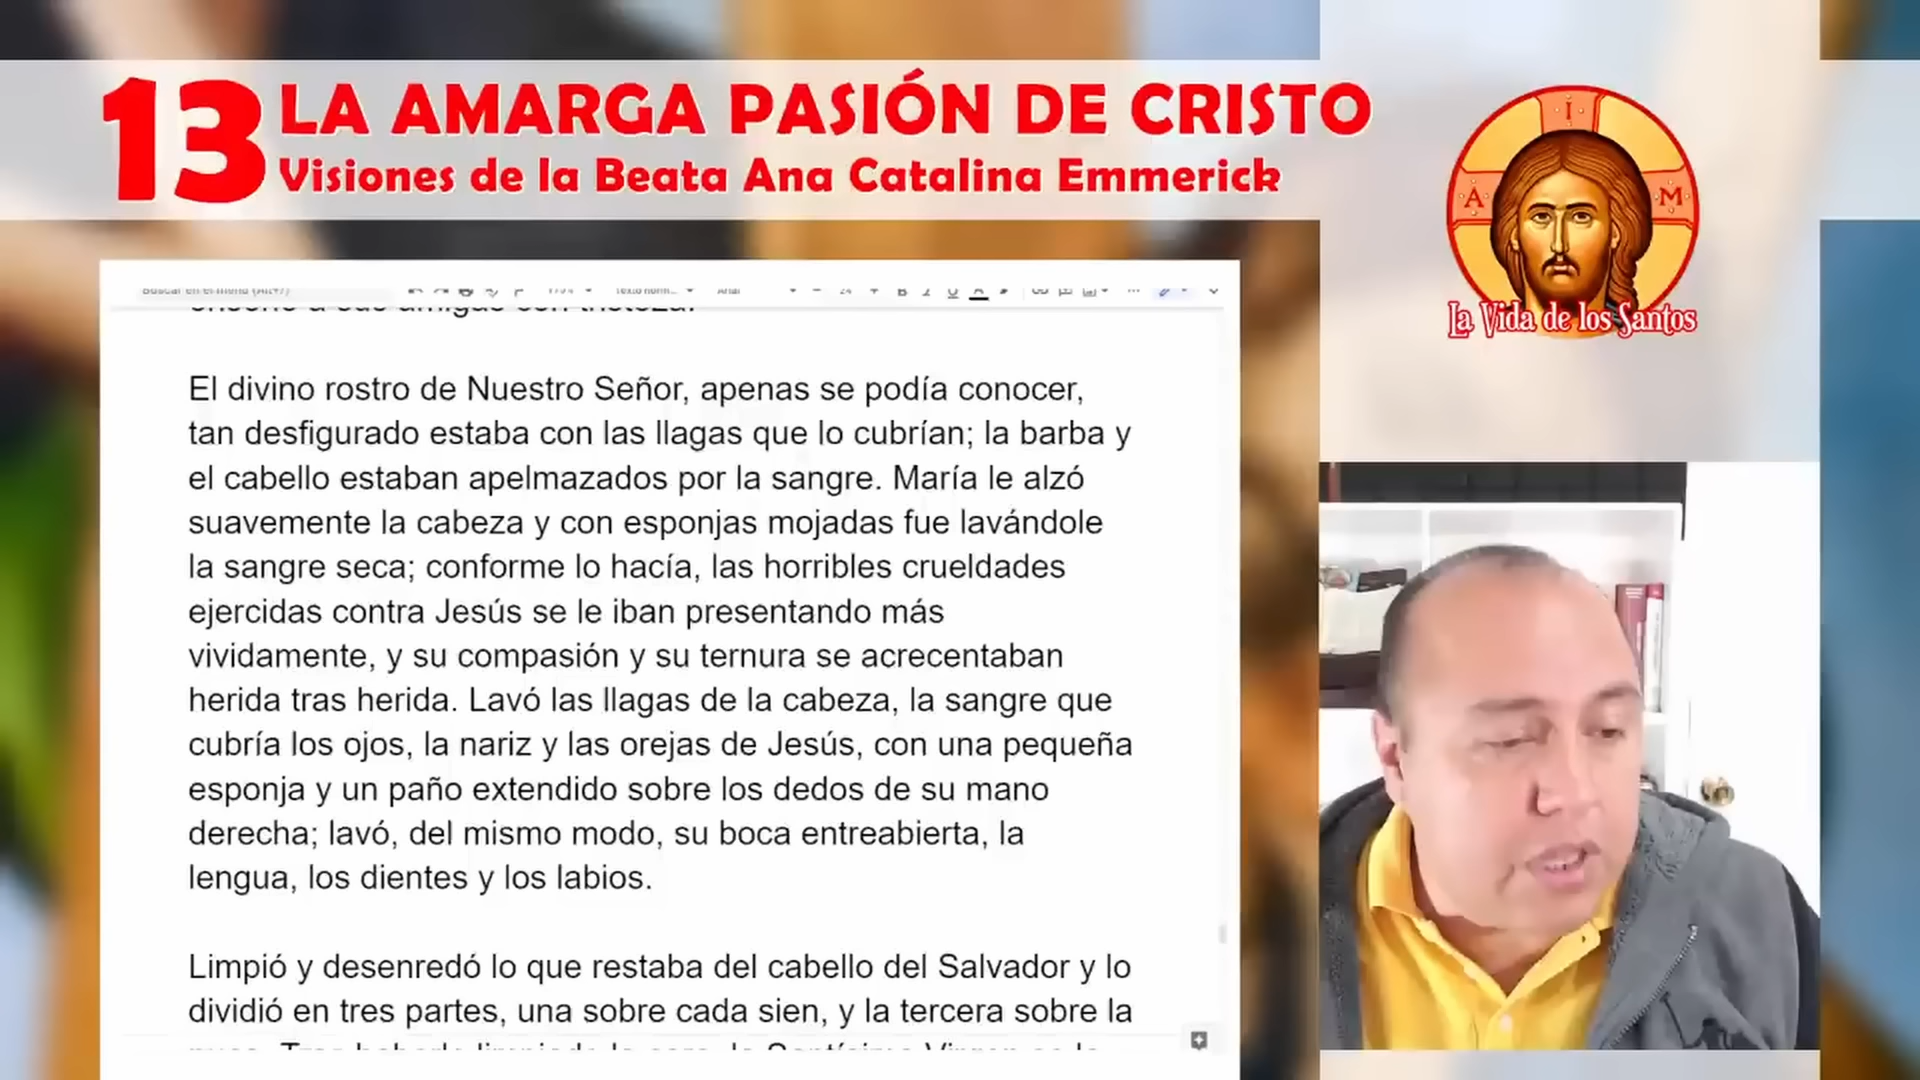 13 LA AMARGA PASIÓN DE CRISTO
Visiones de la Beata Ana Catalina Emmerick
I
A
M
La Vida de los Santos
Buscar en el menú (Alt+/)
Arial
24
El divino rostro de Nuestro Señor, apenas se podía conocer,
tan desfigurado estaba con las llagas que lo cubrían; la barba y
el cabello estaban apelmazados por la sangre. María le alzó
suavemente la cabeza y con esponjas mojadas fue lavándole
la sangre seca; conforme lo hacía, las horribles crueldades
ejercidas contra Jesús se le iban presentando más
vividamente, y su compasión y su ternura se acrecentaban
herida tras herida. Lavó las llagas de la cabeza, la sangre que
cubría los ojos, la nariz y las orejas de Jesús, con una pequeña
esponja y un paño extendido sobre los dedos de su mano
derecha; lavó, del mismo modo, su boca entreabierta, la
lengua, los dientes y los labios.
Limpió y desenredó lo que restaba del cabello del Salvador y lo
dividió en tres partes, una sobre cada sien, y la tercera sobre la